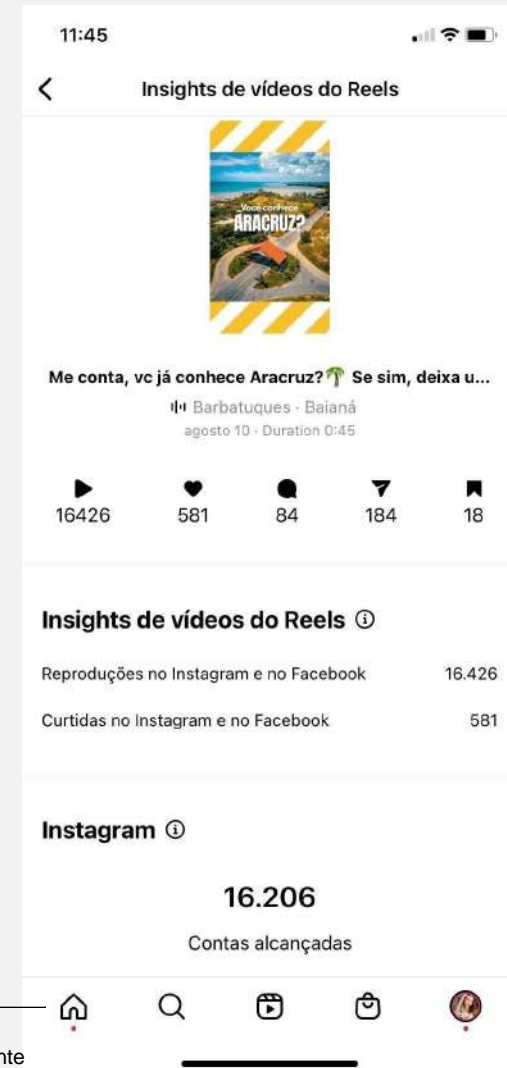 11:45
Insights de vídeos do Reels
Você conhece
ARACRUZ?
Me conta, vc já conhece Aracruz?🌴 Se sim, deixa u...
Barbatuques · Baianá
agosto 10 · Duration 0:45
16426 581 84 184 18
Insights de vídeos do Reels
Reproduções no Instagram e no Facebook 16.426
Curtidas no Instagram e no Facebook 581
Instagram
16.206
Contas alcançadas
nte